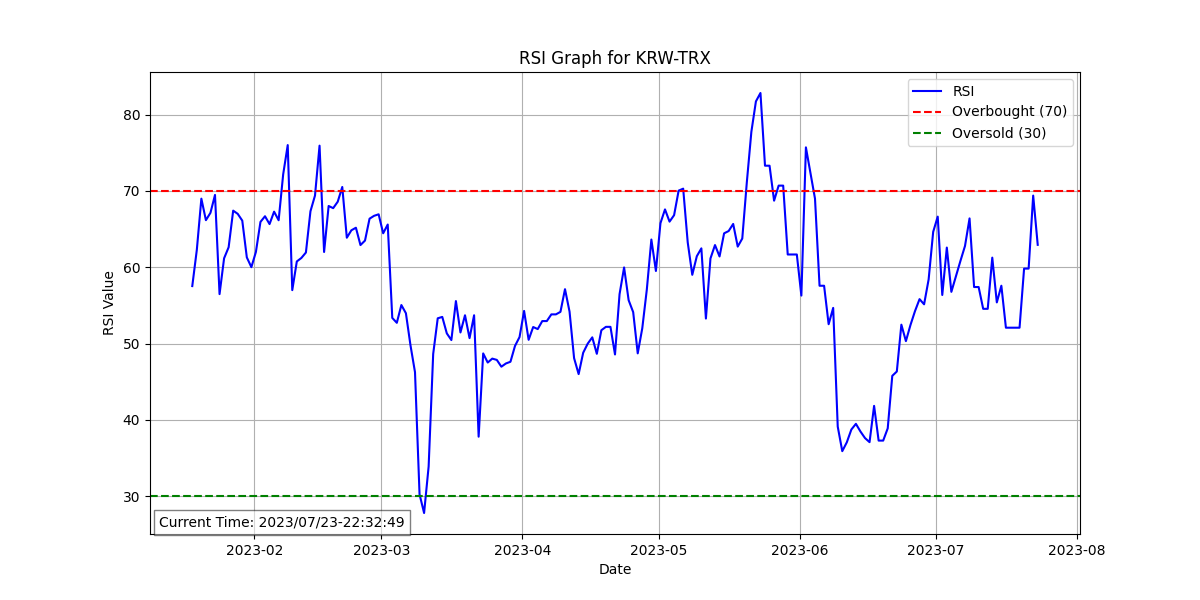 RSI Graph for KRW-TRX
RSI
Overbought (70)
Oversold (30)
80
70
60
50
40
30
RSI Value
Current Time: 2023/07/23-22:32:49
2023-02 2023-03 2023-04 2023-05 2023-06 2023-07 2023-08
Date